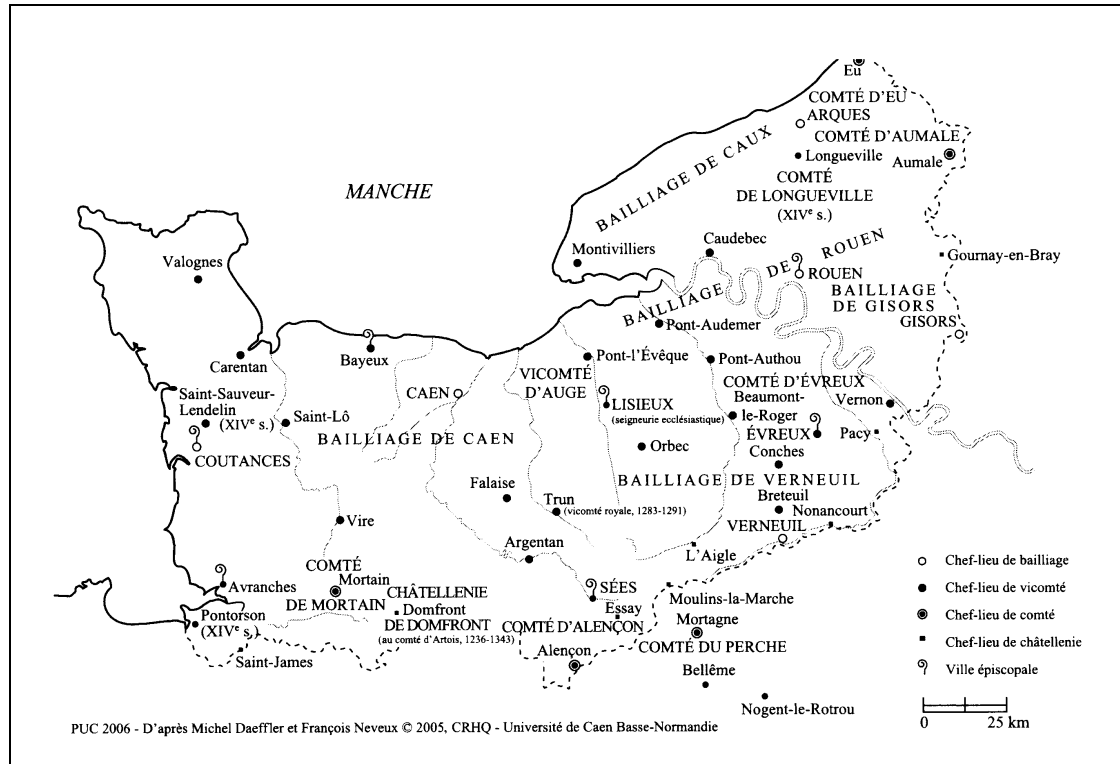 Eu
COMTÉ D'EU
ARQUES
COMTÉ D'AUMALE
Longueville
Aumale
COMTÉ
DE LONGUEVILLE
(XIVe s.)
BAILLIAGE DE CAUX
MANCHE
Montivilliers
Caudebec
BAILLIAGE DE ROUEN
ROUEN
Gournay-en-Bray
BAILLIAGE
DE GISORS
GISORS
Valognes
Pont-Audemer
Carentan
Bayeux
Pont-l'Évêque
Pont-Authou
VICOMTÉ
D'AUGE
COMTÉ D'ÉVREUX
Saint-Sauveur-
Lendelin
(XIVe s.)
Saint-Lô
CAEN
LISIEUX
(seigneurie ecclésiastique)
Beaumont-
le-Roger
Vernon
ÉVREUX
Pacy
COUTANCES
BAILLIAGE DE CAEN
Orbec
Conches
BAILLIAGE DE VERNEUIL
Falaise
Trun
(vicomté royale, 1283-1291)
Breteuil
Nonancourt
VERNEUIL
Vire
Argentan
L'Aigle
Avranches
COMTÉ
Mortain
DE MORTAIN
CHÂTELLENIE
Domfront
DE DOMFRONT
(au comté d'Artois, 1236-1343)
SÉES
Essay
Moulins-la-Marche
Pontorson
(XIVe s.)
Saint-James
COMTÉ D'ALENÇON
Alençon
Mortagne
COMTÉ DU PERCHE
Bellême
Nogent-le-Rotrou
Chef-lieu de bailliage
Chef-lieu de vicomté
Chef-lieu de comté
Chef-lieu de châtellenie
Ville épiscopale
0 25 km
PUC 2006 - D'après Michel Daeffler et François Neveux © 2005, CRHQ - Université de Caen Basse-Normandie